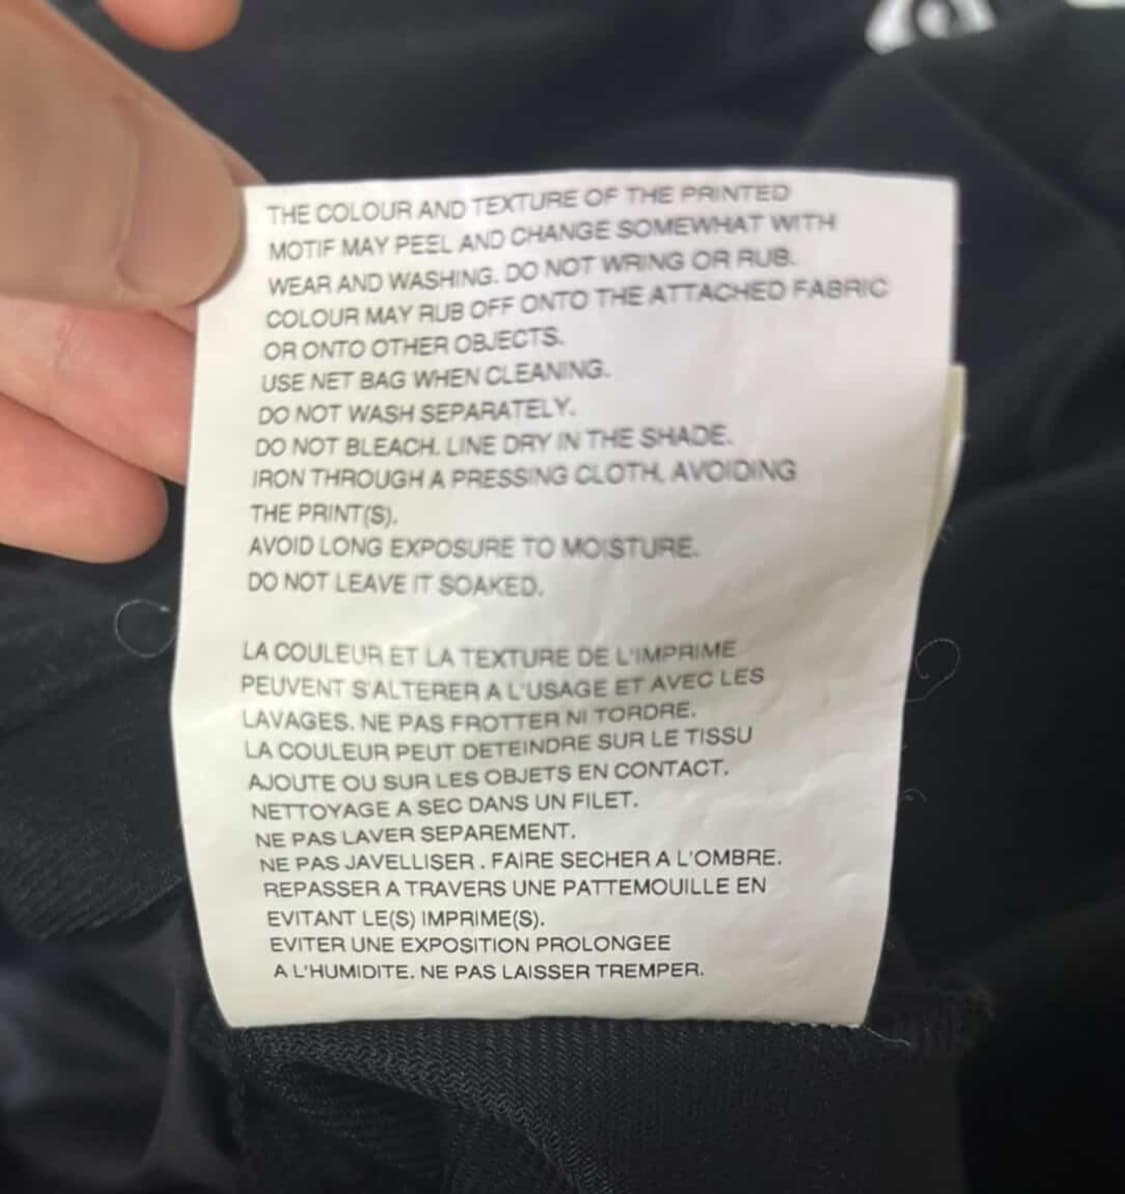 THE COLOUR AND TEXTURE OF THE PRINTED
MOTIF MAY PEEL AND CHANGE SOMEWHAT WITH
WEAR AND WASHING. DO NOT WRING OR RUB.
COLOUR MAY RUB OFF ONTO THE ATTACHED FABRIC
OR ONTO OTHER OBJECTS.
USE NET BAG WHEN CLEANING.
DO NOT WASH SEPARATELY.
DO NOT BLEACH. LINE DRY IN THE SHADE.
IRON THROUGH A PRESSING CLOTH, AVOIDING
THE PRINT(S).
AVOID LONG EXPOSURE TO MOISTURE.
DO NOT LEAVE IT SOAKED.
LA COULEUR ET LA TEXTURE DE L'IMPRIME
PEUVENT S'ALTERER A L'USAGE ET AVEC LES
LAVAGES. NE PAS FROTTER NI TORDRE.
LA COULEUR PEUT DETEINDRE SUR LE TISSU
AJOUTE OU SUR LES OBJETS EN CONTACT.
NETTOYAGE A SEC DANS UN FILET.
NE PAS LAVER SEPAREMENT.
NE PAS JAVELLISER . FAIRE SECHER A L'OMBRE.
REPASSER A TRAVERS UNE PATTEMOUILLE EN
EVITANT LE(S) IMPRIME(S).
EVITER UNE EXPOSITION PROLONGEE
A L'HUMIDITE. NE PAS LAISSER TREMPER.